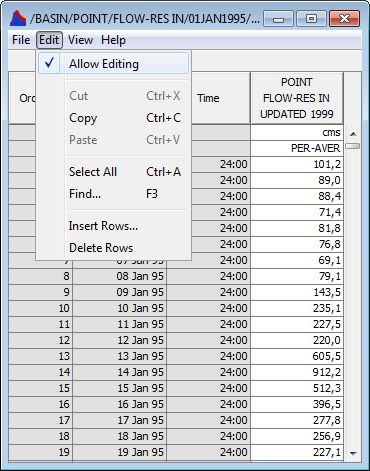 /BASIN/POINT/FLOW-RES IN/01JAN1995/...
File Edit View Help
Allow Editing
Cut Ctrl+X
Copy Ctrl+C
Paste Ctrl+V
Select All Ctrl+A
Find... F3
Insert Rows...
Delete Rows
Ord Time POINT
FLOW-RES IN
UPDATED 1999
cms
PER-AVER
24:00 101,2
24:00 89,0
24:00 88,4
24:00 71,4
24:00 81,8
24:00 76,8
7 07 Jan 95 24:00 69,1
8 08 Jan 95 24:00 79,1
9 09 Jan 95 24:00 143,5
10 10 Jan 95 24:00 235,1
11 11 Jan 95 24:00 227,5
12 12 Jan 95 24:00 220,0
13 13 Jan 95 24:00 605,5
14 14 Jan 95 24:00 912,2
15 15 Jan 95 24:00 512,3
16 16 Jan 95 24:00 396,5
17 17 Jan 95 24:00 277,8
18 18 Jan 95 24:00 256,9
19 19 Jan 95 24:00 227,1